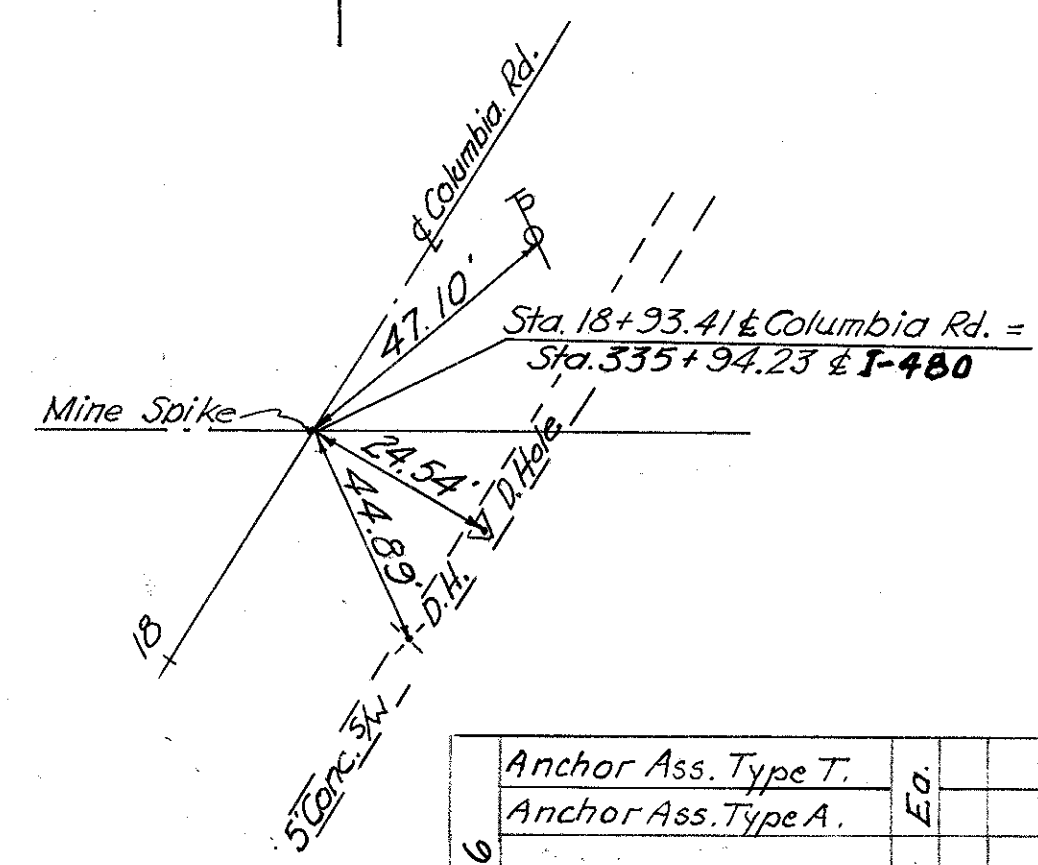 ℄ Columbia Rd.
TP
47.10'
Sta. 18+93.41 ℄ Columbia Rd. =
Sta. 335+94.23 ℄ I-480
Mine Spike
24.54'
D. Hole
44.89'
D.H.
18
5' Conc. S/W
Anchor Ass. Type T.
Ea.
Anchor Ass. Type A.
6